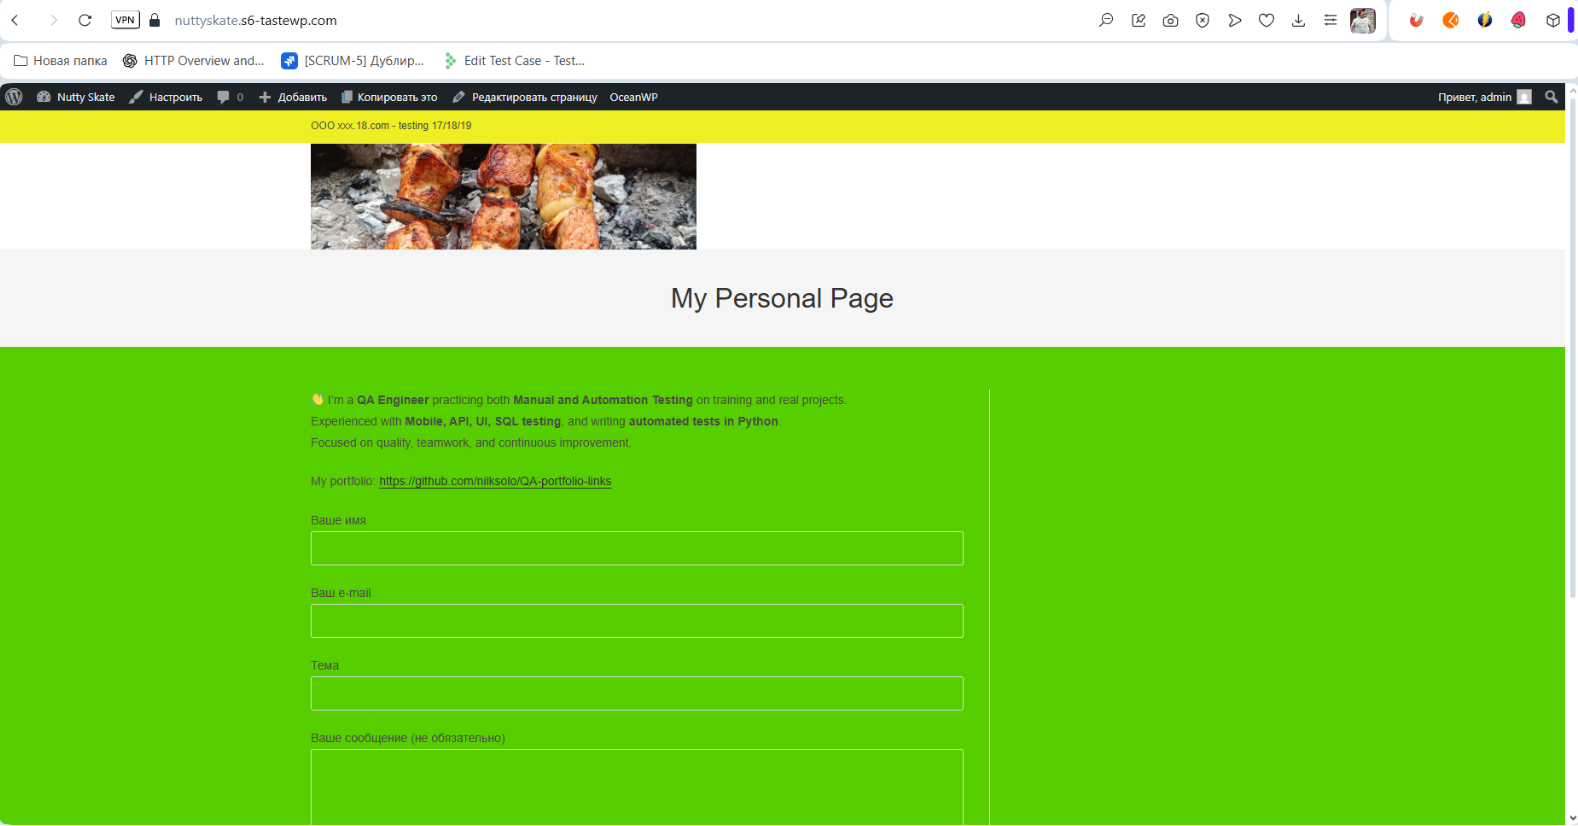 VPN nuttyskate.s6-tastewp.com
Новая папка HTTP Overview and... [SCRUM-5] Дублир... Edit Test Case - Test...
Nutty Skate Настроить 0 Добавить Копировать это Редактировать страницу OceanWP Привет, admin
ООО xxx.18.com - testing 17/18/19
My Personal Page
👋 I'm a QA Engineer practicing both Manual and Automation Testing on training and real projects.
Experienced with Mobile, API, UI, SQL testing, and writing automated tests in Python.
Focused on quality, teamwork, and continuous improvement.
My portfolio: https://github.com/niiksolo/QA-portfolio-links
Ваше имя
Ваш e-mail
Тема
Ваше сообщение (не обязательно)